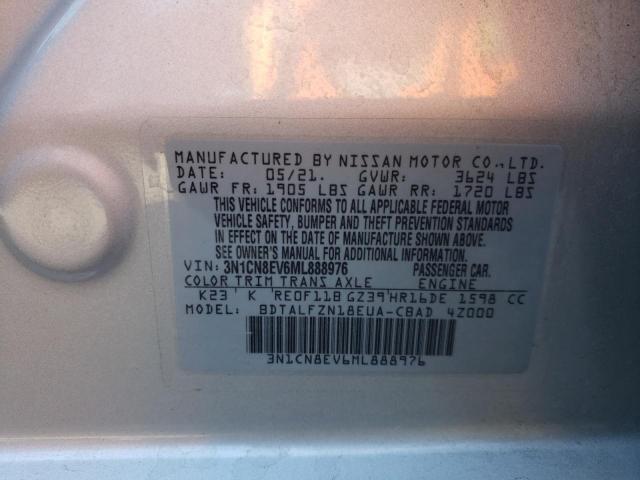 MANUFACTURED BY NISSAN MOTOR CO.,LTD.
DATE: 05/21. GVWR: 3624 LBS
GAWR FR: 1905 LBS GAWR RR: 1720 LBS
THIS VEHICLE CONFORMS TO ALL APPLICABLE FEDERAL MOTOR
VEHICLE SAFETY, BUMPER AND THEFT PREVENTION STANDARDS
IN EFFECT ON THE DATE OF MANUFACTURE SHOWN ABOVE.
SEE OWNER'S MANUAL FOR ADDITIONAL INFORMATION.
VIN: 3N1CN8EV6ML888976 PASSENGER CAR.
COLOR TRIM TRANS AXLE ENGINE
K23 K RE0F11B GZ39 HR16DE 1598 CC
MODEL: BDTALFZN18EUA-CBAD 4Z000
3N1CN8EV6ML888976